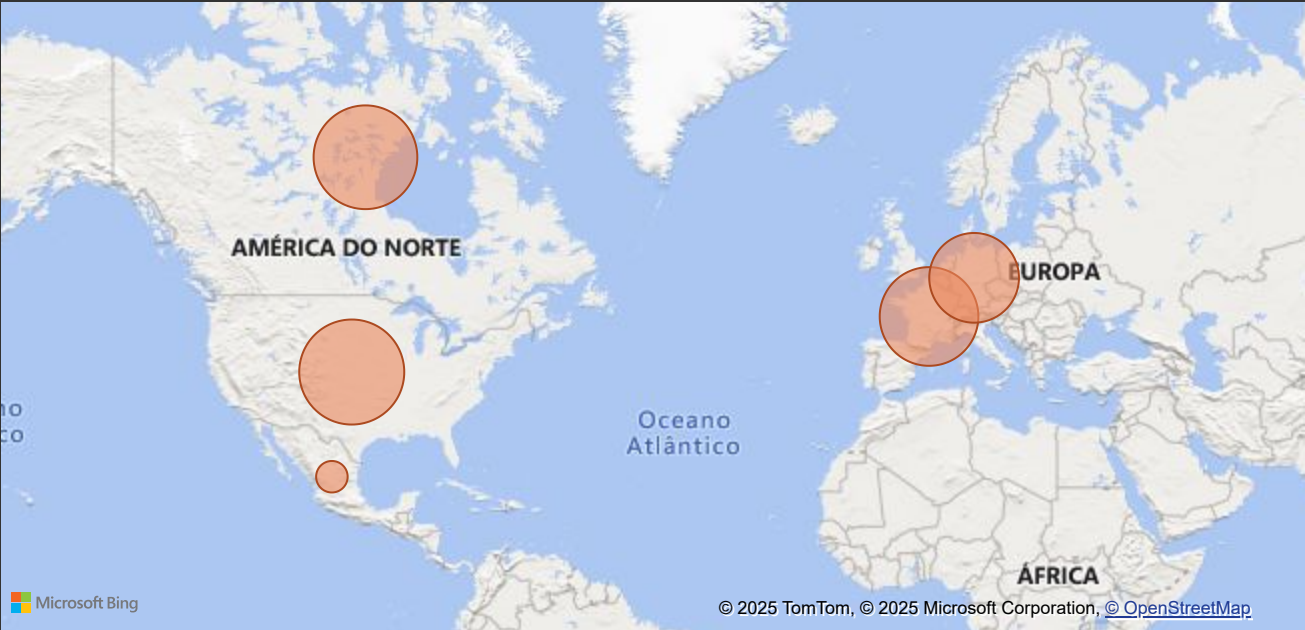 AMÉRICA DO NORTE
EUROPA
Oceano
Atlântico
ÁFRICA
Microsoft Bing
© 2025 TomTom, © 2025 Microsoft Corporation, © OpenStreetMap